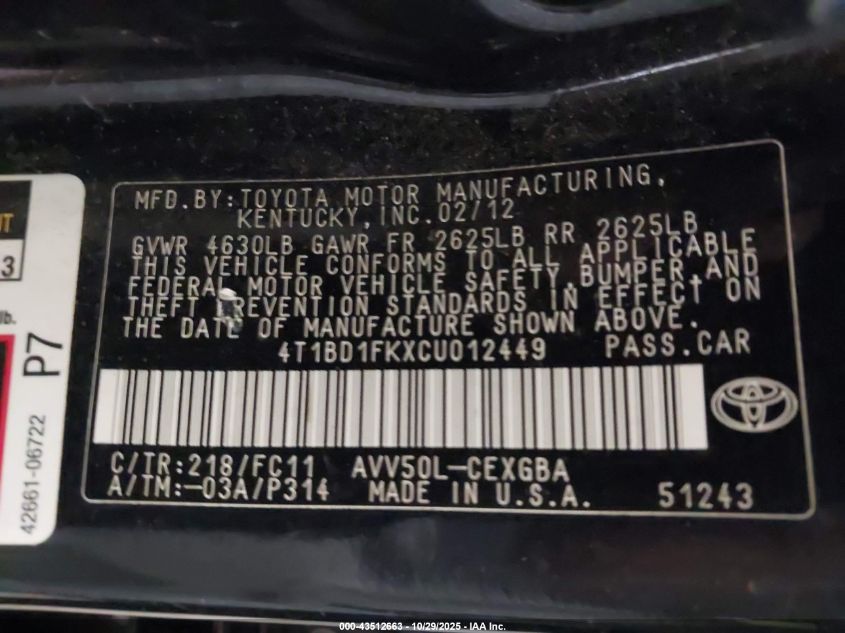 MFD.BY:TOYOTA MOTOR MANUFACTURING,
KENTUCKY,INC.02/12
GVWR 4630LB GAWR FR 2625LB RR 2625LB
THIS VEHICLE CONFORMS TO ALL APPLICABLE
FEDERAL MOTOR VEHICLE SAFETY,BUMPER,AND
THEFT PREVENTION STANDARDS IN EFFECT ON
THE DATE OF MANUFACTURE SHOWN ABOVE.
4T1BD1FKXCU012449 PASS.CAR
C/TR:218/FC11 AVV50L-CEXGBA
A/TM:-03A/P314 MADE IN U.S.A. 51243
3
lb.
P7
42661-06722
000-43512663 - 10/29/2025 - IAA Inc.